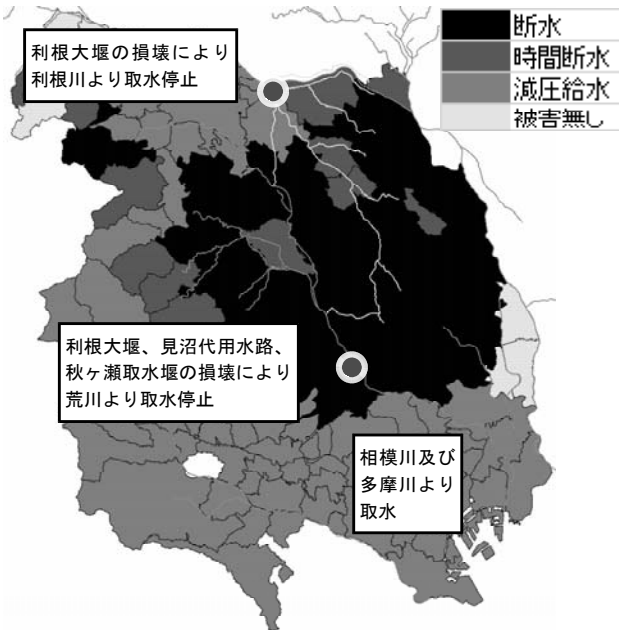 利根大堰の損壊により
利根川より取水停止
断水
時間断水
減圧給水
被害無し
利根大堰、見沼代用水路、
秋ヶ瀬取水堰の損壊により
荒川より取水停止
相模川及び
多摩川より
取水